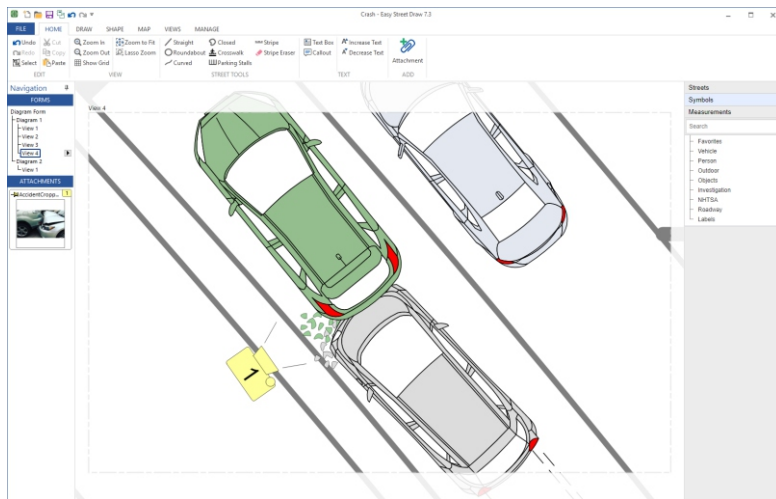 Crash - Easy Street Draw 7.3
FILE HOME DRAW SHAPE MAP VIEWS MANAGE
Undo Cut Zoom In Zoom to Fit Straight Closed Stripe Text Box Increase Text
Redo Copy Zoom Out Lasso Zoom Roundabout Crosswalk Stripe Eraser Callout Decrease Text
Select Paste Show Grid Curved Parking Stalls Attachment
EDIT VIEW STREET TOOLS TEXT ADD
Navigation
FORMS
Diagram Form
Diagram 1
View 1
View 2
View 3
View 4
Diagram 2
View 1
ATTACHMENTS
AccidentCropp... 1
View 4
1
Streets
Symbols
Measurements
Search
Favorites
Vehicle
Person
Outdoor
Objects
Investigation
NHTSA
Roadway
Labels